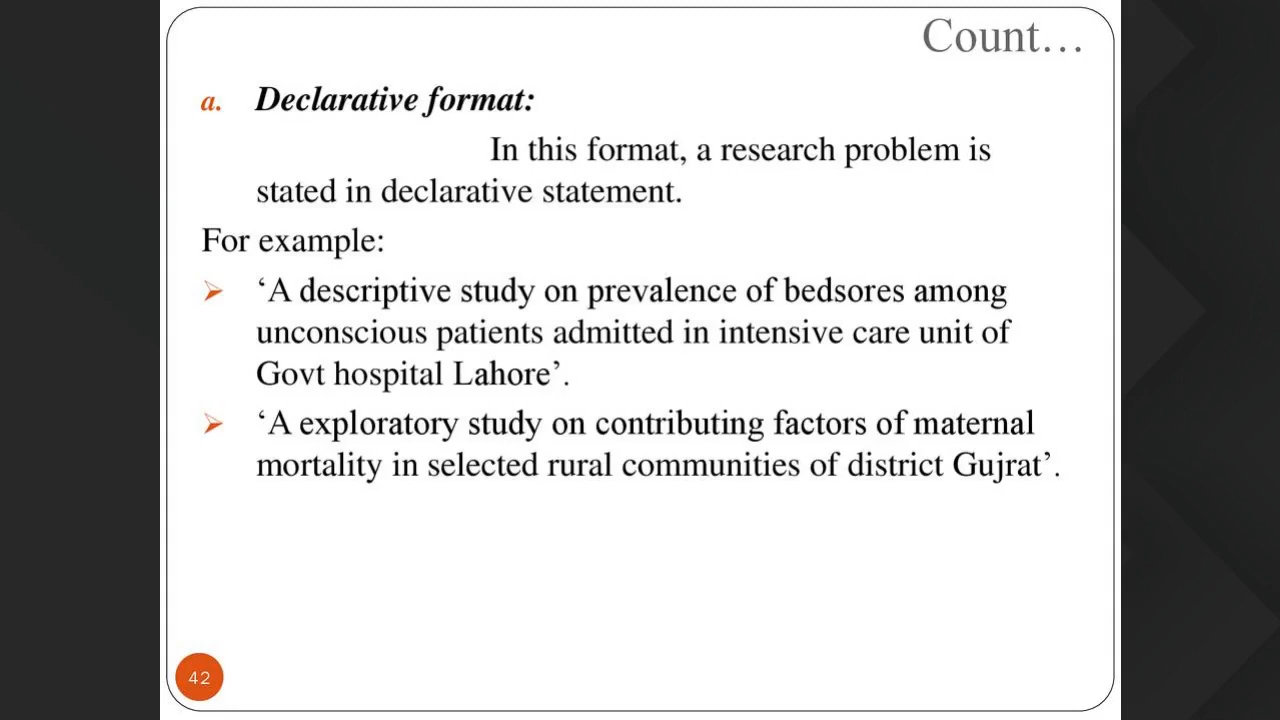 Count…
a. Declarative format:
In this format, a research problem is
stated in declarative statement.
For example:
➢ ‘A descriptive study on prevalence of bedsores among
unconscious patients admitted in intensive care unit of
Govt hospital Lahore’.
➢ ‘A exploratory study on contributing factors of maternal
mortality in selected rural communities of district Gujrat’.
42